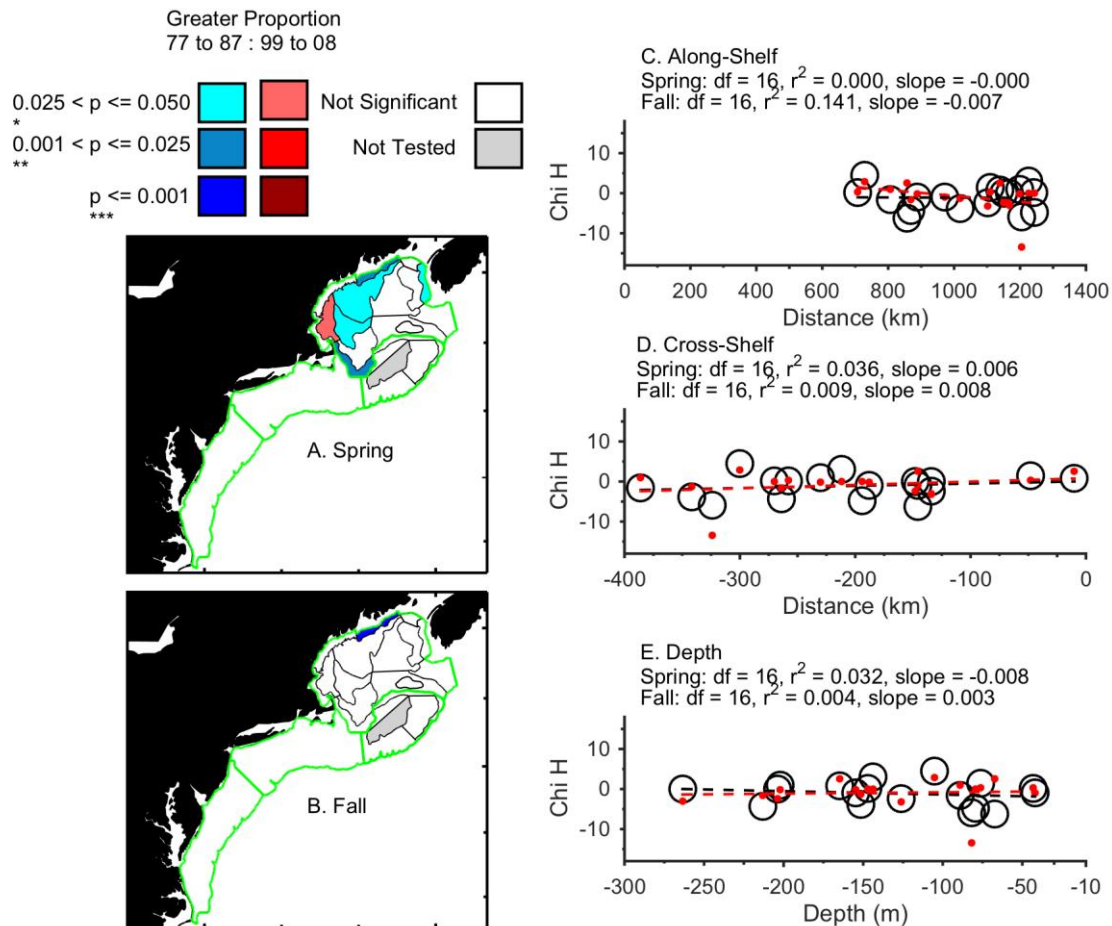 Greater Proportion
77 to 87 : 99 to 08
0.025 < p <= 0.050
*
0.001 < p <= 0.025
**
p <= 0.001
***
Not Significant
Not Tested
A. Spring
B. Fall
C. Along-Shelf
Spring: df = 16, r² = 0.000, slope = -0.000
Fall: df = 16, r² = 0.141, slope = -0.007
Chi H
10
0
-10
0 200 400 600 800 1000 1200 1400
Distance (km)
D. Cross-Shelf
Spring: df = 16, r² = 0.036, slope = 0.006
Fall: df = 16, r² = 0.009, slope = 0.008
Chi H
10
0
-10
-400 -300 -200 -100 0
Distance (km)
E. Depth
Spring: df = 16, r² = 0.032, slope = -0.008
Fall: df = 16, r² = 0.004, slope = 0.003
Chi H
10
0
-10
-300 -250 -200 -150 -100 -50 -10
Depth (m)